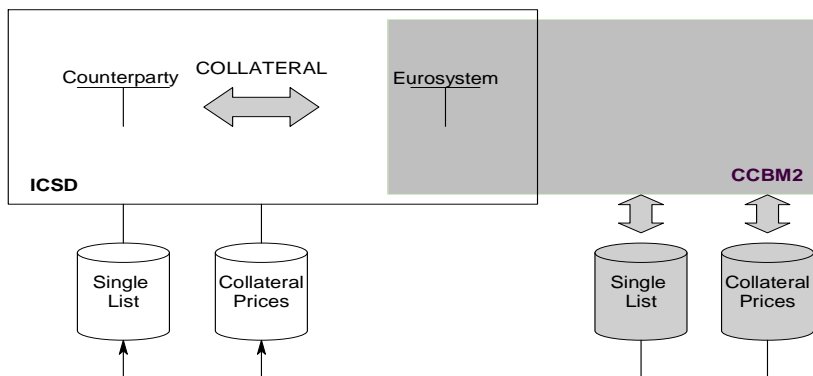 COLLATERAL
Counterparty
Eurosystem
ICSD
CCBM2
Single
List
Collateral
Prices
Single
List
Collateral
Prices